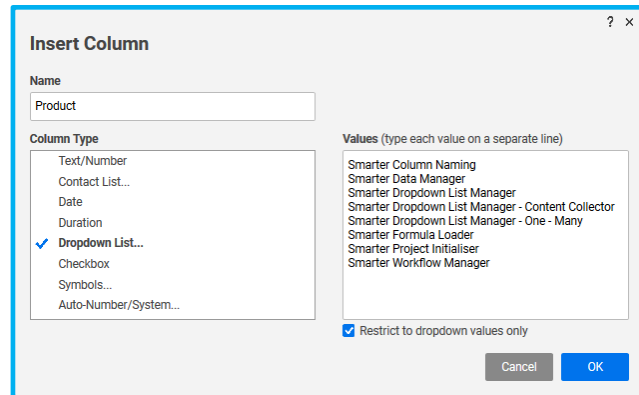 ?
Insert Column
Name
Product
Column Type
Text/Number
Contact List...
Date
Duration
Dropdown List...
Checkbox
Symbols...
Auto-Number/System...
Values (type each value on a separate line)
Smarter Column Naming
Smarter Data Manager
Smarter Dropdown List Manager
Smarter Dropdown List Manager - Content Collector
Smarter Dropdown List Manager - One - Many
Smarter Formula Loader
Smarter Project Initialiser
Smarter Workflow Manager
Restrict to dropdown values only
Cancel
OK